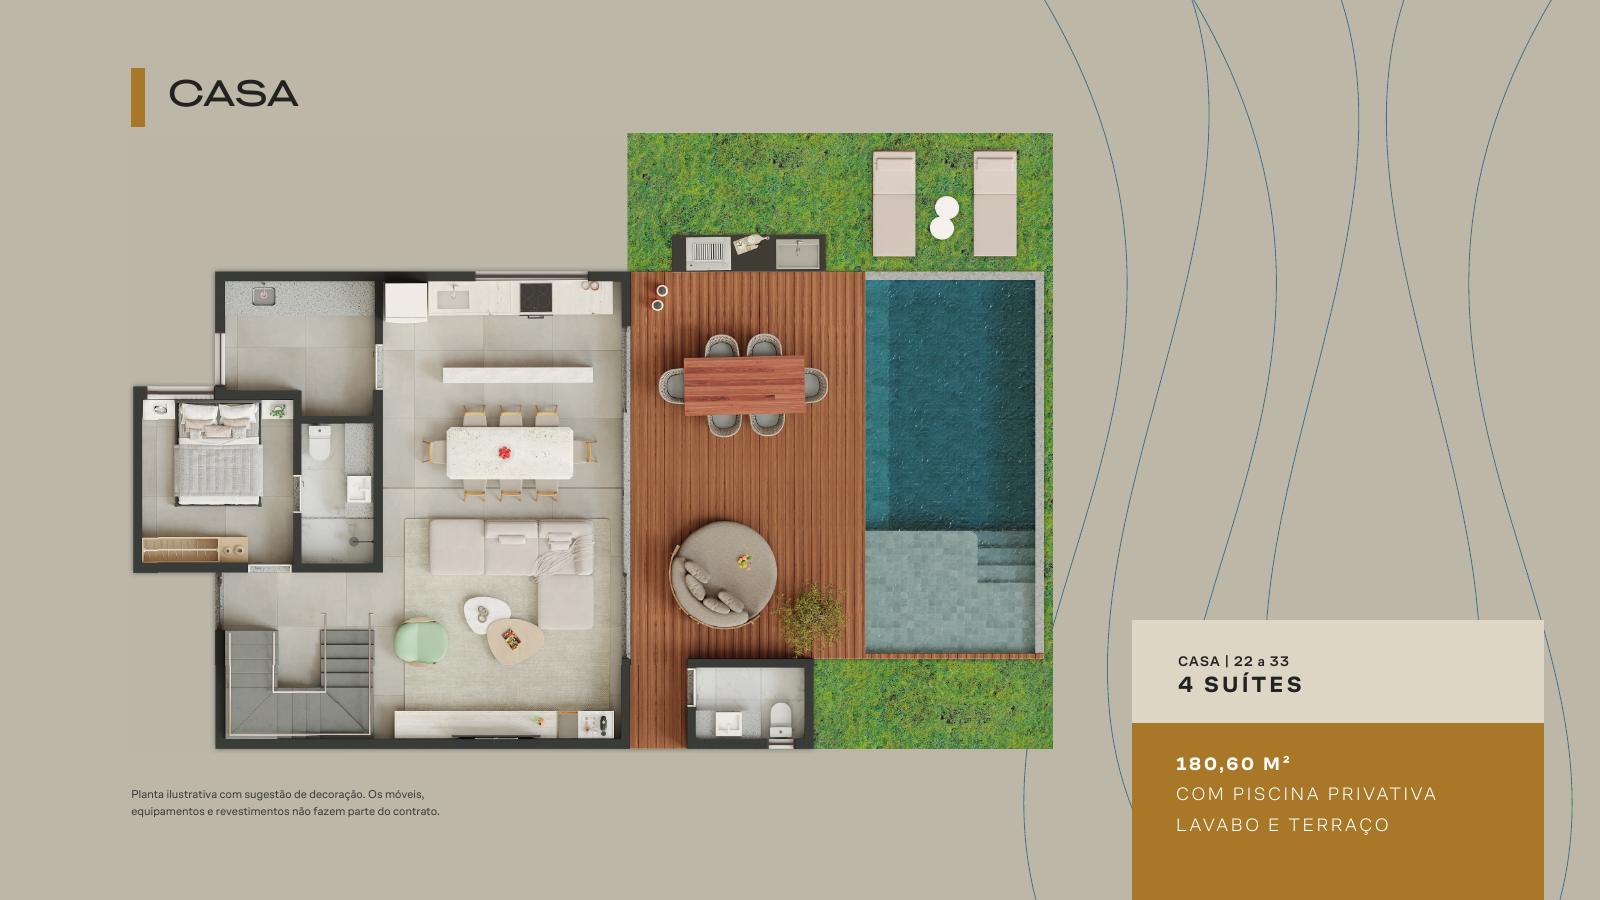 CASA
CASA | 22 a 33
4 SUÍTES
180,60 M²
COM PISCINA PRIVATIVA
LAVABO E TERRAÇO
Planta ilustrativa com sugestão de decoração. Os móveis,
equipamentos e revestimentos não fazem parte do contrato.